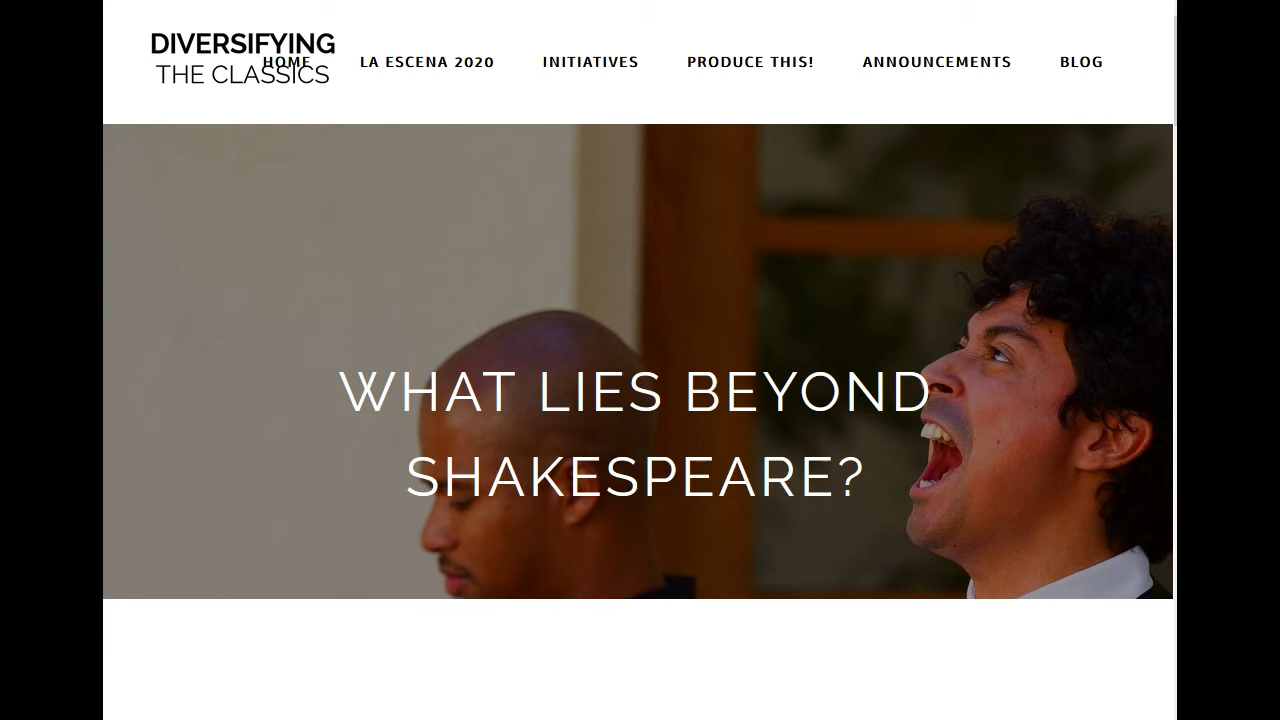 DIVERSIFYING
THE CLASSICS
HOME LA ESCENA 2020 INITIATIVES PRODUCE THIS! ANNOUNCEMENTS BLOG
WHAT LIES BEYOND
SHAKESPEARE?